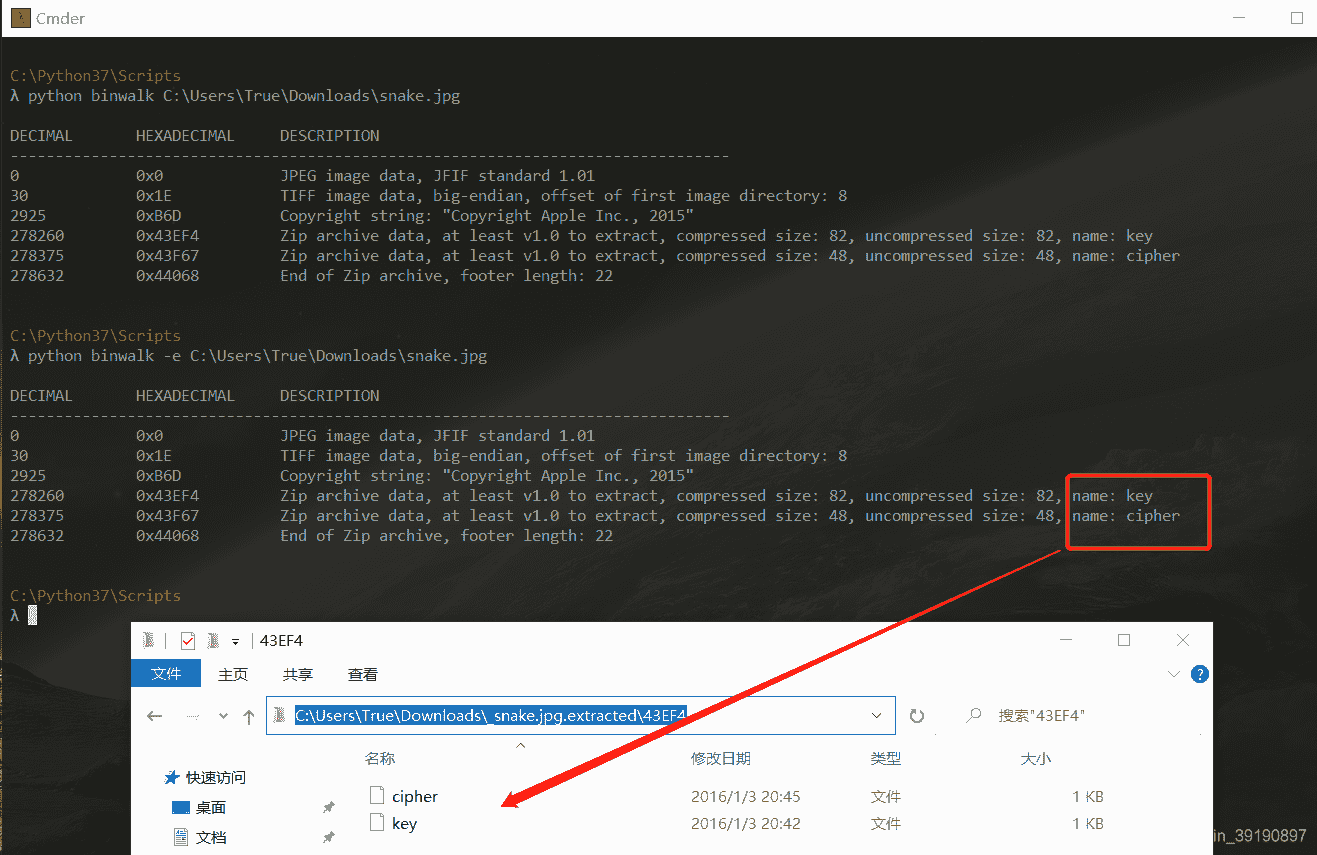 Cmder
C:\Python37\Scripts
λ python binwalk C:\Users\True\Downloads\snake.jpg
DECIMAL HEXADECIMAL DESCRIPTION
--------------------------------------------------------------------------------
0 0x0 JPEG image data, JFIF standard 1.01
30 0x1E TIFF image data, big-endian, offset of first image directory: 8
2925 0xB6D Copyright string: "Copyright Apple Inc., 2015"
278260 0x43EF4 Zip archive data, at least v1.0 to extract, compressed size: 82, uncompressed size: 82, name: key
278375 0x43F67 Zip archive data, at least v1.0 to extract, compressed size: 48, uncompressed size: 48, name: cipher
278632 0x44068 End of Zip archive, footer length: 22
C:\Python37\Scripts
λ python binwalk -e C:\Users\True\Downloads\snake.jpg
DECIMAL HEXADECIMAL DESCRIPTION
--------------------------------------------------------------------------------
0 0x0 JPEG image data, JFIF standard 1.01
30 0x1E TIFF image data, big-endian, offset of first image directory: 8
2925 0xB6D Copyright string: "Copyright Apple Inc., 2015"
278260 0x43EF4 Zip archive data, at least v1.0 to extract, compressed size: 82, uncompressed size: 82, name: key
278375 0x43F67 Zip archive data, at least v1.0 to extract, compressed size: 48, uncompressed size: 48, name: cipher
278632 0x44068 End of Zip archive, footer length: 22
C:\Python37\Scripts
λ
43EF4
文件 主页 共享 查看
C:\Users\True\Downloads\_snake.jpg.extracted\43EF4 搜索"43EF4"
名称 修改日期 类型 大小
快速访问
cipher 2016/1/3 20:45 文件 1 KB
桌面
key 2016/1/3 20:42 文件 1 KB
文档
in_39190897